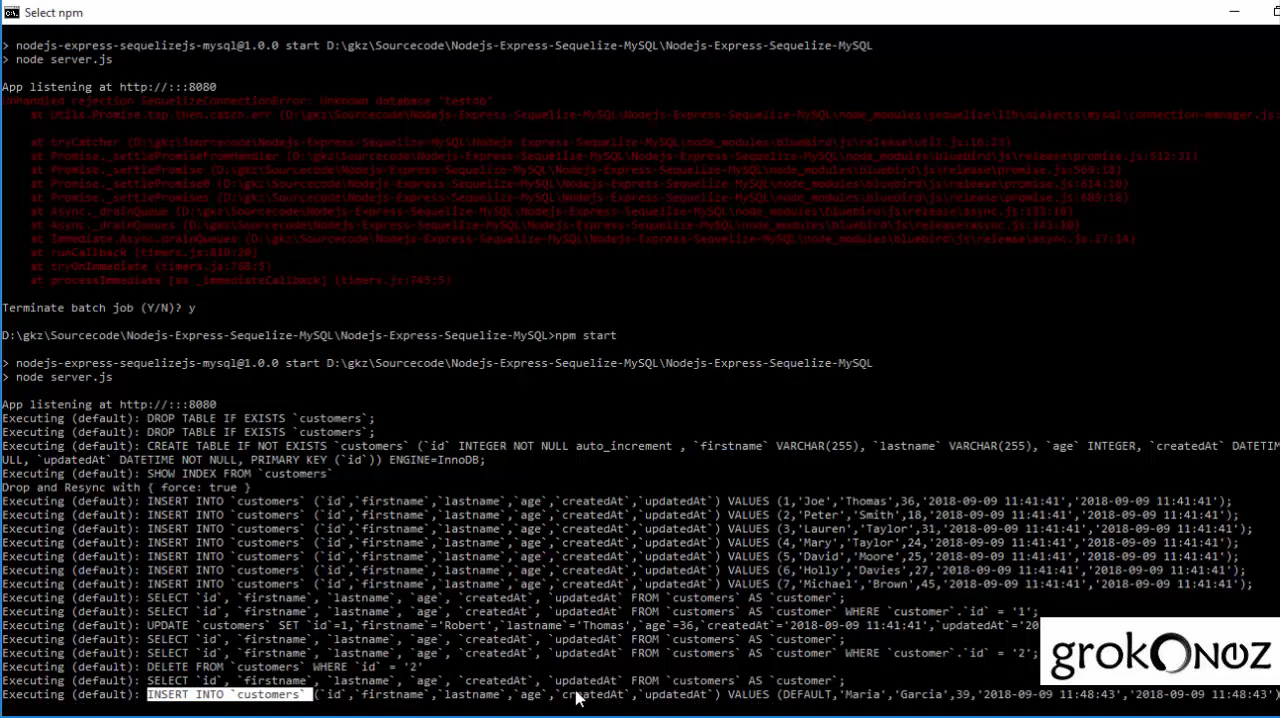 Select npm
> nodejs-express-sequelizejs-mysql@1.0.0 start D:\gkz\Sourcecode\Nodejs-Express-Sequelize-MySQL\Nodejs-Express-Sequelize-MySQL
> node server.js
App listening at http://:::8080
Unhandled rejection SequelizeConnectionError: Unknown database 'testdb'
at Utils.Promise.tap.then.catch.err (D:\gkz\Sourcecode\Nodejs-Express-Sequelize-MySQL\Nodejs-Express-Sequelize-MySQL\node_modules\sequelize\lib\dialects\mysql\connection-manager.js
at tryCatcher (D:\gkz\Sourcecode\Nodejs-Express-Sequelize-MySQL\Nodejs-Express-Sequelize-MySQL\node_modules\bluebird\js\release\util.js:16:23)
at Promise._settlePromiseFromHandler (D:\gkz\Sourcecode\Nodejs-Express-Sequelize-MySQL\Nodejs-Express-Sequelize-MySQL\node_modules\bluebird\js\release\promise.js:512:31)
at Promise._settlePromise (D:\gkz\Sourcecode\Nodejs-Express-Sequelize-MySQL\Nodejs-Express-Sequelize-MySQL\node_modules\bluebird\js\release\promise.js:569:18)
at Promise._settlePromise0 (D:\gkz\Sourcecode\Nodejs-Express-Sequelize-MySQL\Nodejs-Express-Sequelize-MySQL\node_modules\bluebird\js\release\promise.js:614:10)
at Promise._settlePromises (D:\gkz\Sourcecode\Nodejs-Express-Sequelize-MySQL\Nodejs-Express-Sequelize-MySQL\node_modules\bluebird\js\release\promise.js:689:18)
at Async._drainQueue (D:\gkz\Sourcecode\Nodejs-Express-Sequelize-MySQL\Nodejs-Express-Sequelize-MySQL\node_modules\bluebird\js\release\async.js:133:16)
at Async._drainQueues (D:\gkz\Sourcecode\Nodejs-Express-Sequelize-MySQL\Nodejs-Express-Sequelize-MySQL\node_modules\bluebird\js\release\async.js:143:10)
at Immediate.Async.drainQueues (D:\gkz\Sourcecode\Nodejs-Express-Sequelize-MySQL\Nodejs-Express-Sequelize-MySQL\node_modules\bluebird\js\release\async.js:17:14)
at runCallback (timers.js:810:20)
at tryOnImmediate (timers.js:768:5)
at processImmediate [as _immediateCallback] (timers.js:745:5)
Terminate batch job (Y/N)? y
D:\gkz\Sourcecode\Nodejs-Express-Sequelize-MySQL\Nodejs-Express-Sequelize-MySQL>npm start
> nodejs-express-sequelizejs-mysql@1.0.0 start D:\gkz\Sourcecode\Nodejs-Express-Sequelize-MySQL\Nodejs-Express-Sequelize-MySQL
> node server.js
App listening at http://:::8080
Executing (default): DROP TABLE IF EXISTS `customers`;
Executing (default): DROP TABLE IF EXISTS `customers`;
Executing (default): CREATE TABLE IF NOT EXISTS `customers` (`id` INTEGER NOT NULL auto_increment , `firstname` VARCHAR(255), `lastname` VARCHAR(255), `age` INTEGER, `createdAt` DATETIM
ULL, `updatedAt` DATETIME NOT NULL, PRIMARY KEY (`id`)) ENGINE=InnoDB;
Executing (default): SHOW INDEX FROM `customers`
Drop and Resync with { force: true }
Executing (default): INSERT INTO `customers` (`id`,`firstname`,`lastname`,`age`,`createdAt`,`updatedAt`) VALUES (1,'Joe','Thomas',36,'2018-09-09 11:41:41','2018-09-09 11:41:41');
Executing (default): INSERT INTO `customers` (`id`,`firstname`,`lastname`,`age`,`createdAt`,`updatedAt`) VALUES (2,'Peter','Smith',18,'2018-09-09 11:41:41','2018-09-09 11:41:41');
Executing (default): INSERT INTO `customers` (`id`,`firstname`,`lastname`,`age`,`createdAt`,`updatedAt`) VALUES (3,'Lauren','Taylor',31,'2018-09-09 11:41:41','2018-09-09 11:41:41');
Executing (default): INSERT INTO `customers` (`id`,`firstname`,`lastname`,`age`,`createdAt`,`updatedAt`) VALUES (4,'Mary','Taylor',24,'2018-09-09 11:41:41','2018-09-09 11:41:41');
Executing (default): INSERT INTO `customers` (`id`,`firstname`,`lastname`,`age`,`createdAt`,`updatedAt`) VALUES (5,'David','Moore',25,'2018-09-09 11:41:41','2018-09-09 11:41:41');
Executing (default): INSERT INTO `customers` (`id`,`firstname`,`lastname`,`age`,`createdAt`,`updatedAt`) VALUES (6,'Holly','Davies',27,'2018-09-09 11:41:41','2018-09-09 11:41:41');
Executing (default): INSERT INTO `customers` (`id`,`firstname`,`lastname`,`age`,`createdAt`,`updatedAt`) VALUES (7,'Michael','Brown',45,'2018-09-09 11:41:41','2018-09-09 11:41:41');
Executing (default): SELECT `id`, `firstname`, `lastname`, `age`, `createdAt`, `updatedAt` FROM `customers` AS `customer`;
Executing (default): SELECT `id`, `firstname`, `lastname`, `age`, `createdAt`, `updatedAt` FROM `customers` AS `customer` WHERE `customer`.`id` = '1';
Executing (default): UPDATE `customers` SET `id`=1,`firstname`='Robert',`lastname`='Thomas',`age`=36,`createdAt`='2018-09-09 11:41:41',`updatedAt`='20
Executing (default): SELECT `id`, `firstname`, `lastname`, `age`, `createdAt`, `updatedAt` FROM `customers` AS `customer`;
Executing (default): SELECT `id`, `firstname`, `lastname`, `age`, `createdAt`, `updatedAt` FROM `customers` AS `customer` WHERE `customer`.`id` = '2';
Executing (default): DELETE FROM `customers` WHERE `id` = '2'
Executing (default): SELECT `id`, `firstname`, `lastname`, `age`, `createdAt`, `updatedAt` FROM `customers` AS `customer`;
Executing (default): INSERT INTO `customers` (`id`,`firstname`,`lastname`,`age`,`createdAt`,`updatedAt`) VALUES (DEFAULT,'Maria','Garcia',39,'2018-09-09 11:48:43','2018-09-09 11:48:43')
grokonez